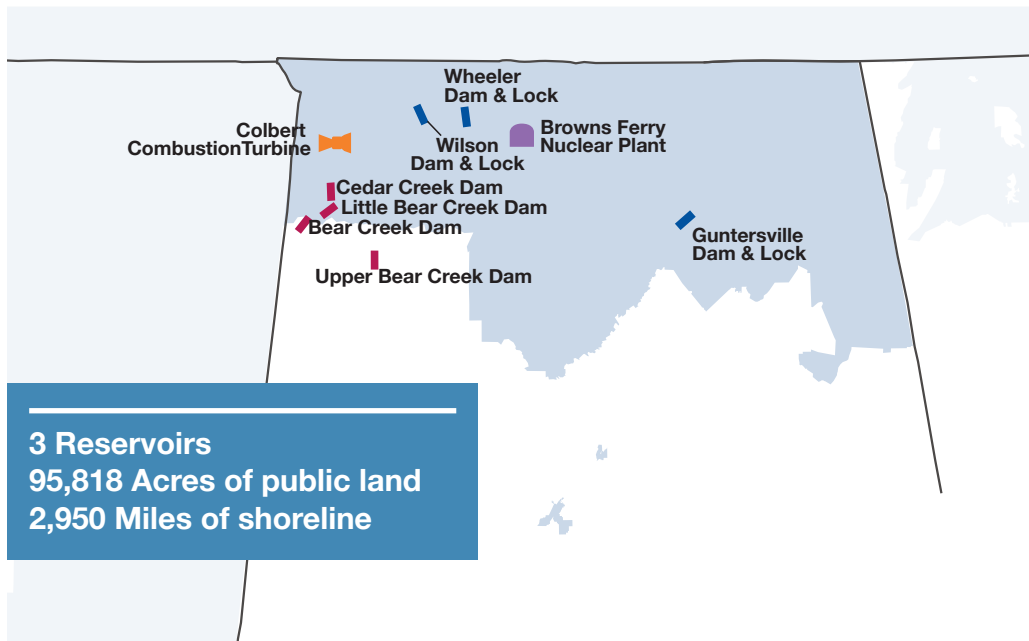 Wheeler
Dam & Lock
Colbert
CombustionTurbine
Wilson
Dam & Lock
Browns Ferry
Nuclear Plant
Cedar Creek Dam
Little Bear Creek Dam
Bear Creek Dam
Guntersville
Dam & Lock
Upper Bear Creek Dam
3 Reservoirs
95,818 Acres of public land
2,950 Miles of shoreline